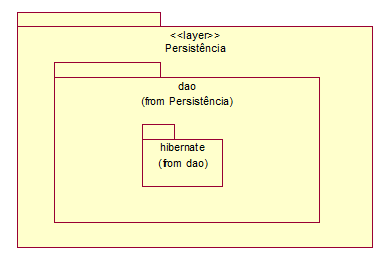 <<layer>>
Persistência
dao
(from Persistência)
hibernate
(from dao)